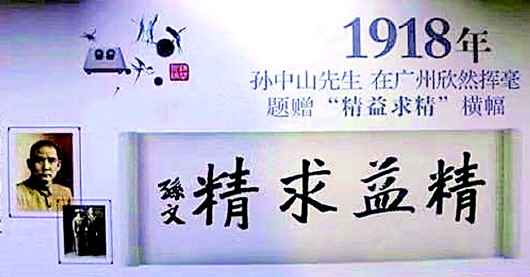 1918年
孙中山先生 在广州欣然挥毫
题赠“精益求精”横幅
精益求精
孫文